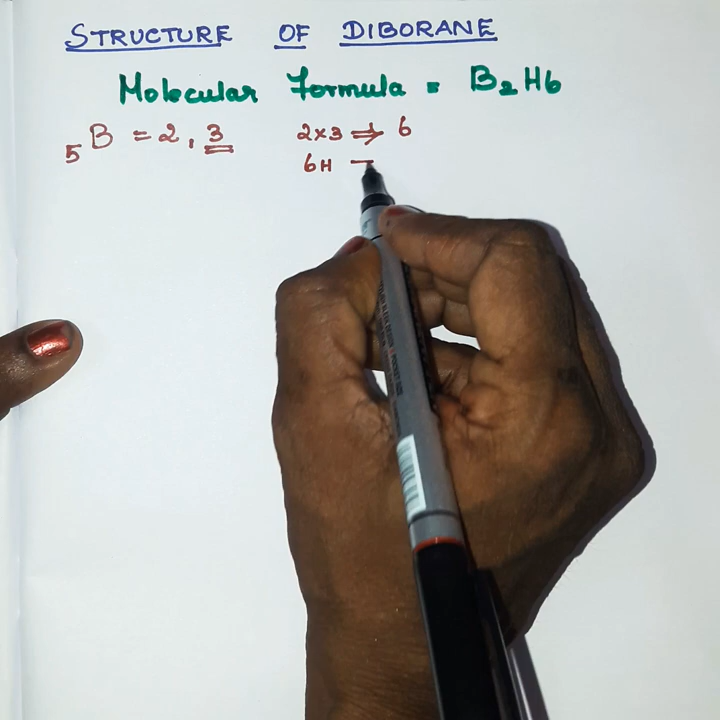 STRUCTURE OF DIBORANE
Molecular Formula = B₂H6
₅B = 2, 3 2×3 ⇒ 6
6H —